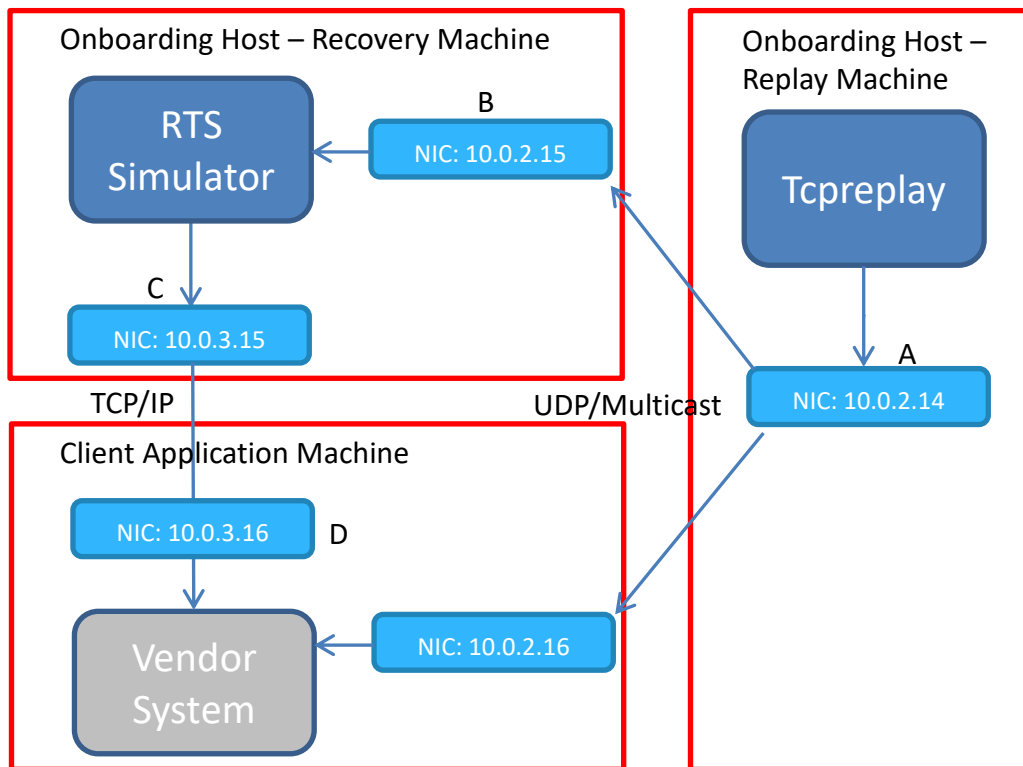 Onboarding Host – Recovery Machine
RTS
Simulator
B
NIC: 10.0.2.15
C
NIC: 10.0.3.15
TCP/IP
Onboarding Host –
Replay Machine
Tcpreplay
A
NIC: 10.0.2.14
UDP/Multicast
Client Application Machine
NIC: 10.0.3.16
D
Vendor
System
NIC: 10.0.2.16